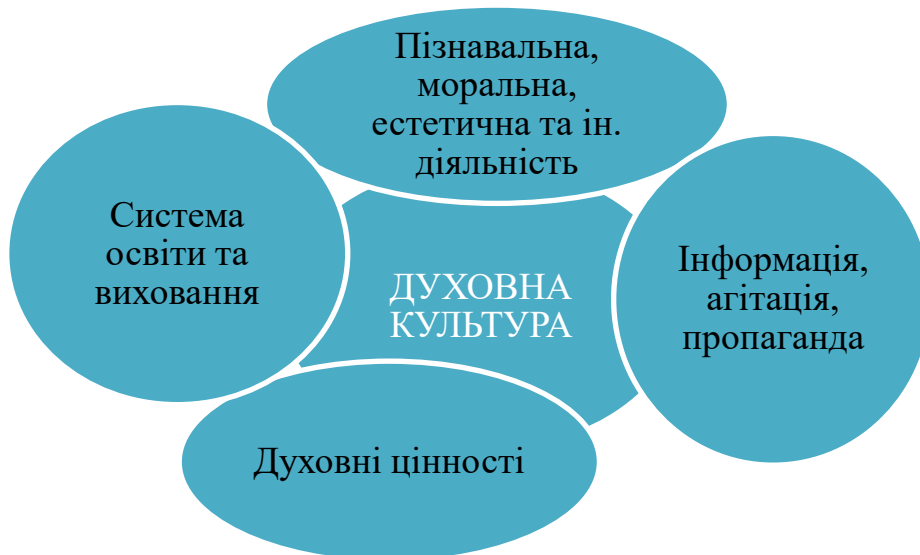 Пізнавальна,
моральна,
естетична та ін.
діяльність
Система
освіти та
виховання
ДУХОВНА
КУЛЬТУРА
Інформація,
агітація,
пропаганда
Духовні цінності